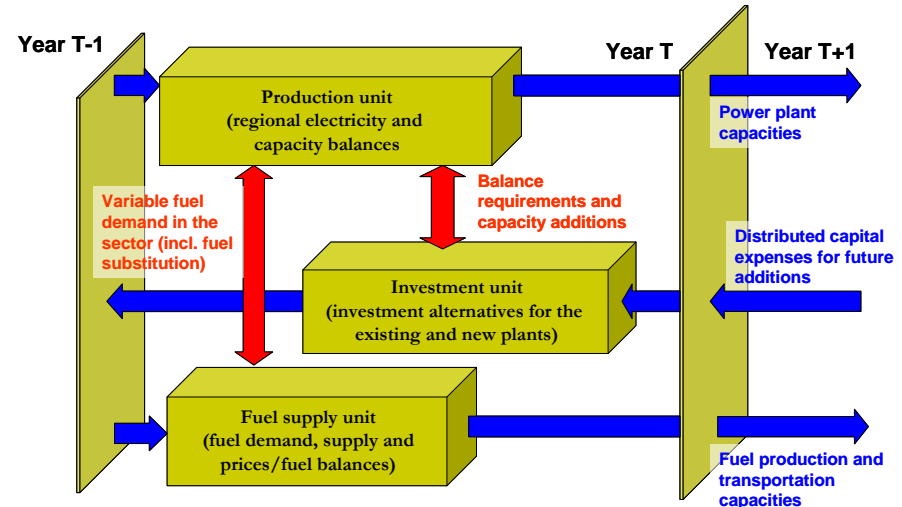 Year T-1
Year T
Year T+1
Production unit
(regional electricity and
capacity balances
Power plant
capacities
Variable fuel
demand in the
sector (incl. fuel
substitution)
Balance
requirements and
capacity additions
Distributed capital
expenses for future
additions
Investment unit
(investment alternatives for the
existing and new plants)
Fuel supply unit
(fuel demand, supply and
prices/fuel balances)
Fuel production and
transportation
capacities